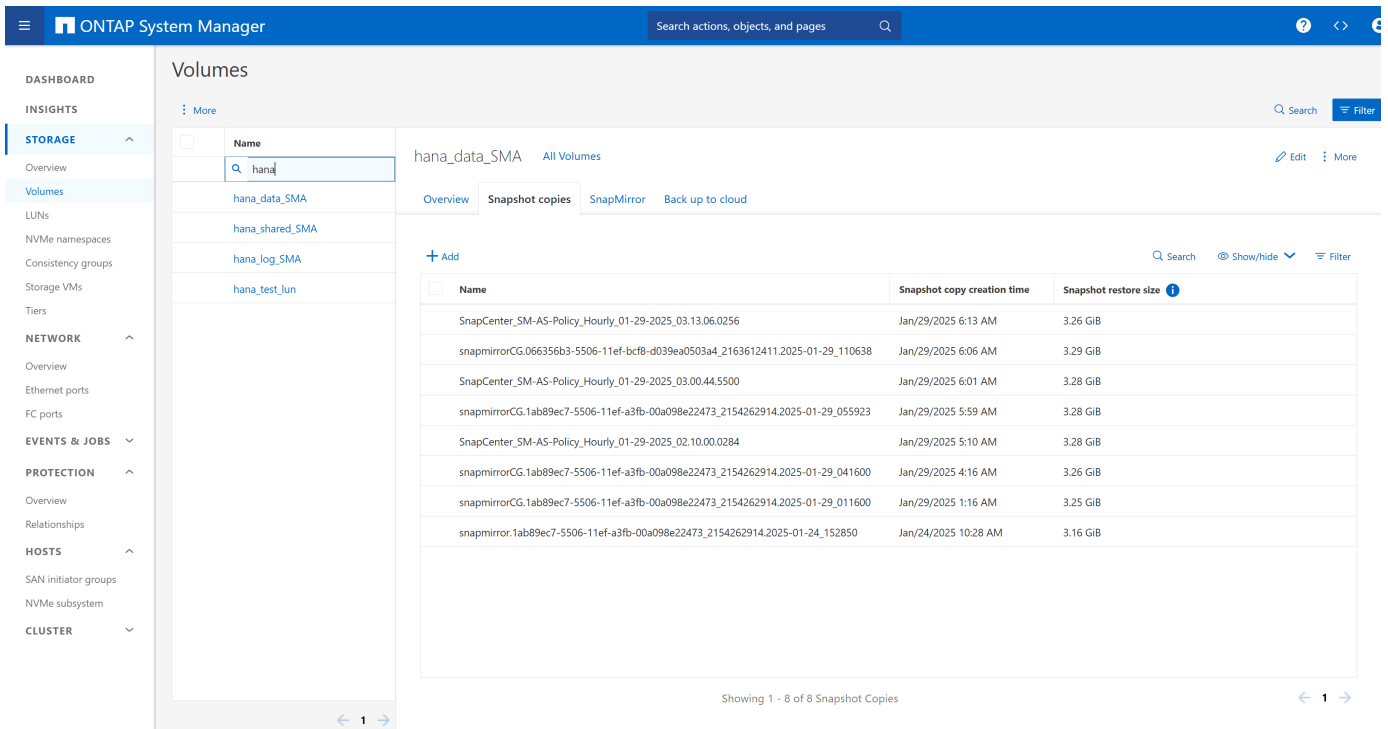 ONTAP System Manager
Search actions, objects, and pages
DASHBOARD
INSIGHTS
STORAGE
Overview
Volumes
LUNs
NVMe namespaces
Consistency groups
Storage VMs
Tiers
NETWORK
Overview
Ethernet ports
FC ports
EVENTS & JOBS
PROTECTION
Overview
Relationships
HOSTS
SAN initiator groups
NVMe subsystem
CLUSTER
Volumes
More
Search
Filter
Name
hana
hana_data_SMA
hana_shared_SMA
hana_log_SMA
hana_test_lun
1
hana_data_SMA All Volumes
Edit
More
Overview Snapshot copies SnapMirror Back up to cloud
Add
Search Show/hide Filter
Name Snapshot copy creation time Snapshot restore size
SnapCenter_SM-AS-Policy_Hourly_01-29-2025_03.13.06.0256 Jan/29/2025 6:13 AM 3.26 GiB
snapmirrorCG.066356b3-5506-11ef-bcf8-d039ea0503a4_2163612411.2025-01-29_110638 Jan/29/2025 6:06 AM 3.29 GiB
SnapCenter_SM-AS-Policy_Hourly_01-29-2025_03.00.44.5500 Jan/29/2025 6:01 AM 3.28 GiB
snapmirrorCG.1ab89ec7-5506-11ef-a3fb-00a098e22473_2154262914.2025-01-29_055923 Jan/29/2025 5:59 AM 3.28 GiB
SnapCenter_SM-AS-Policy_Hourly_01-29-2025_02.10.00.0284 Jan/29/2025 5:10 AM 3.28 GiB
snapmirrorCG.1ab89ec7-5506-11ef-a3fb-00a098e22473_2154262914.2025-01-29_041600 Jan/29/2025 4:16 AM 3.26 GiB
snapmirrorCG.1ab89ec7-5506-11ef-a3fb-00a098e22473_2154262914.2025-01-29_011600 Jan/29/2025 1:16 AM 3.25 GiB
snapmirror.1ab89ec7-5506-11ef-a3fb-00a098e22473_2154262914.2025-01-24_152850 Jan/24/2025 10:28 AM 3.16 GiB
Showing 1 - 8 of 8 Snapshot Copies
1